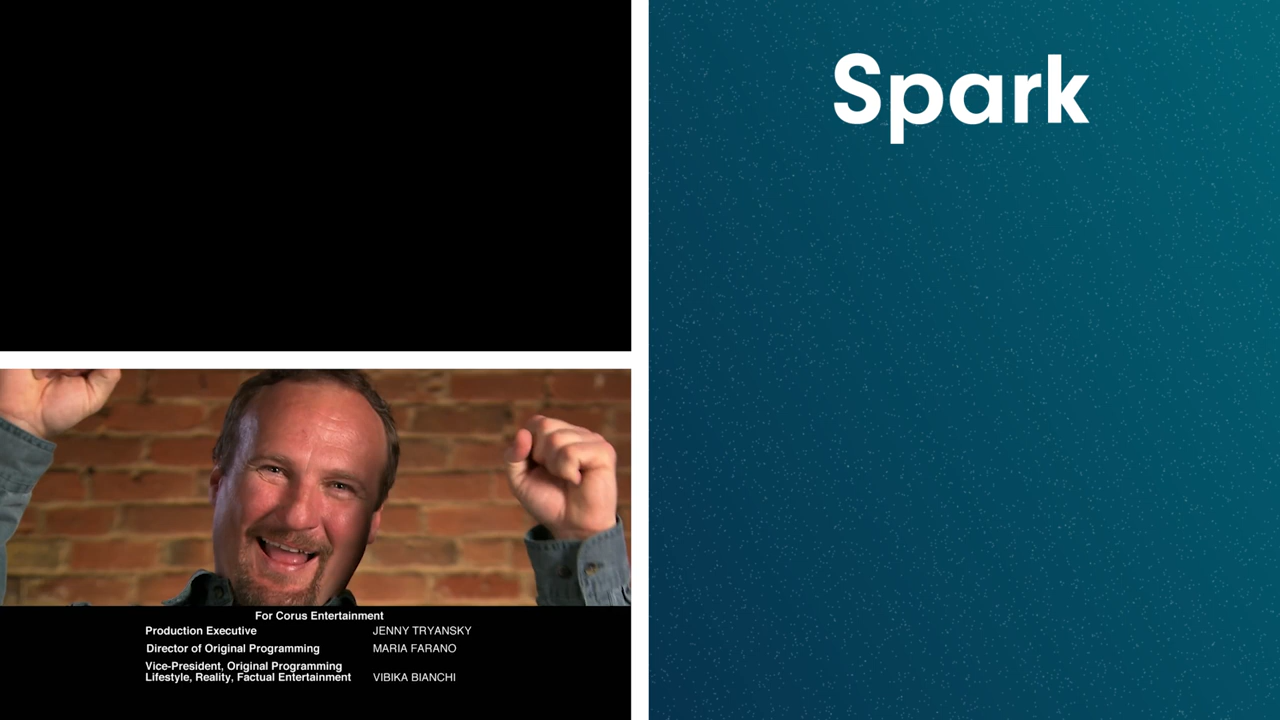 Spark
For Corus Entertainment
Production Executive JENNY TRYANSKY
Director of Original Programming MARIA FARANO
Vice-President, Original Programming
Lifestyle, Reality, Factual Entertainment VIBIKA BIANCHI